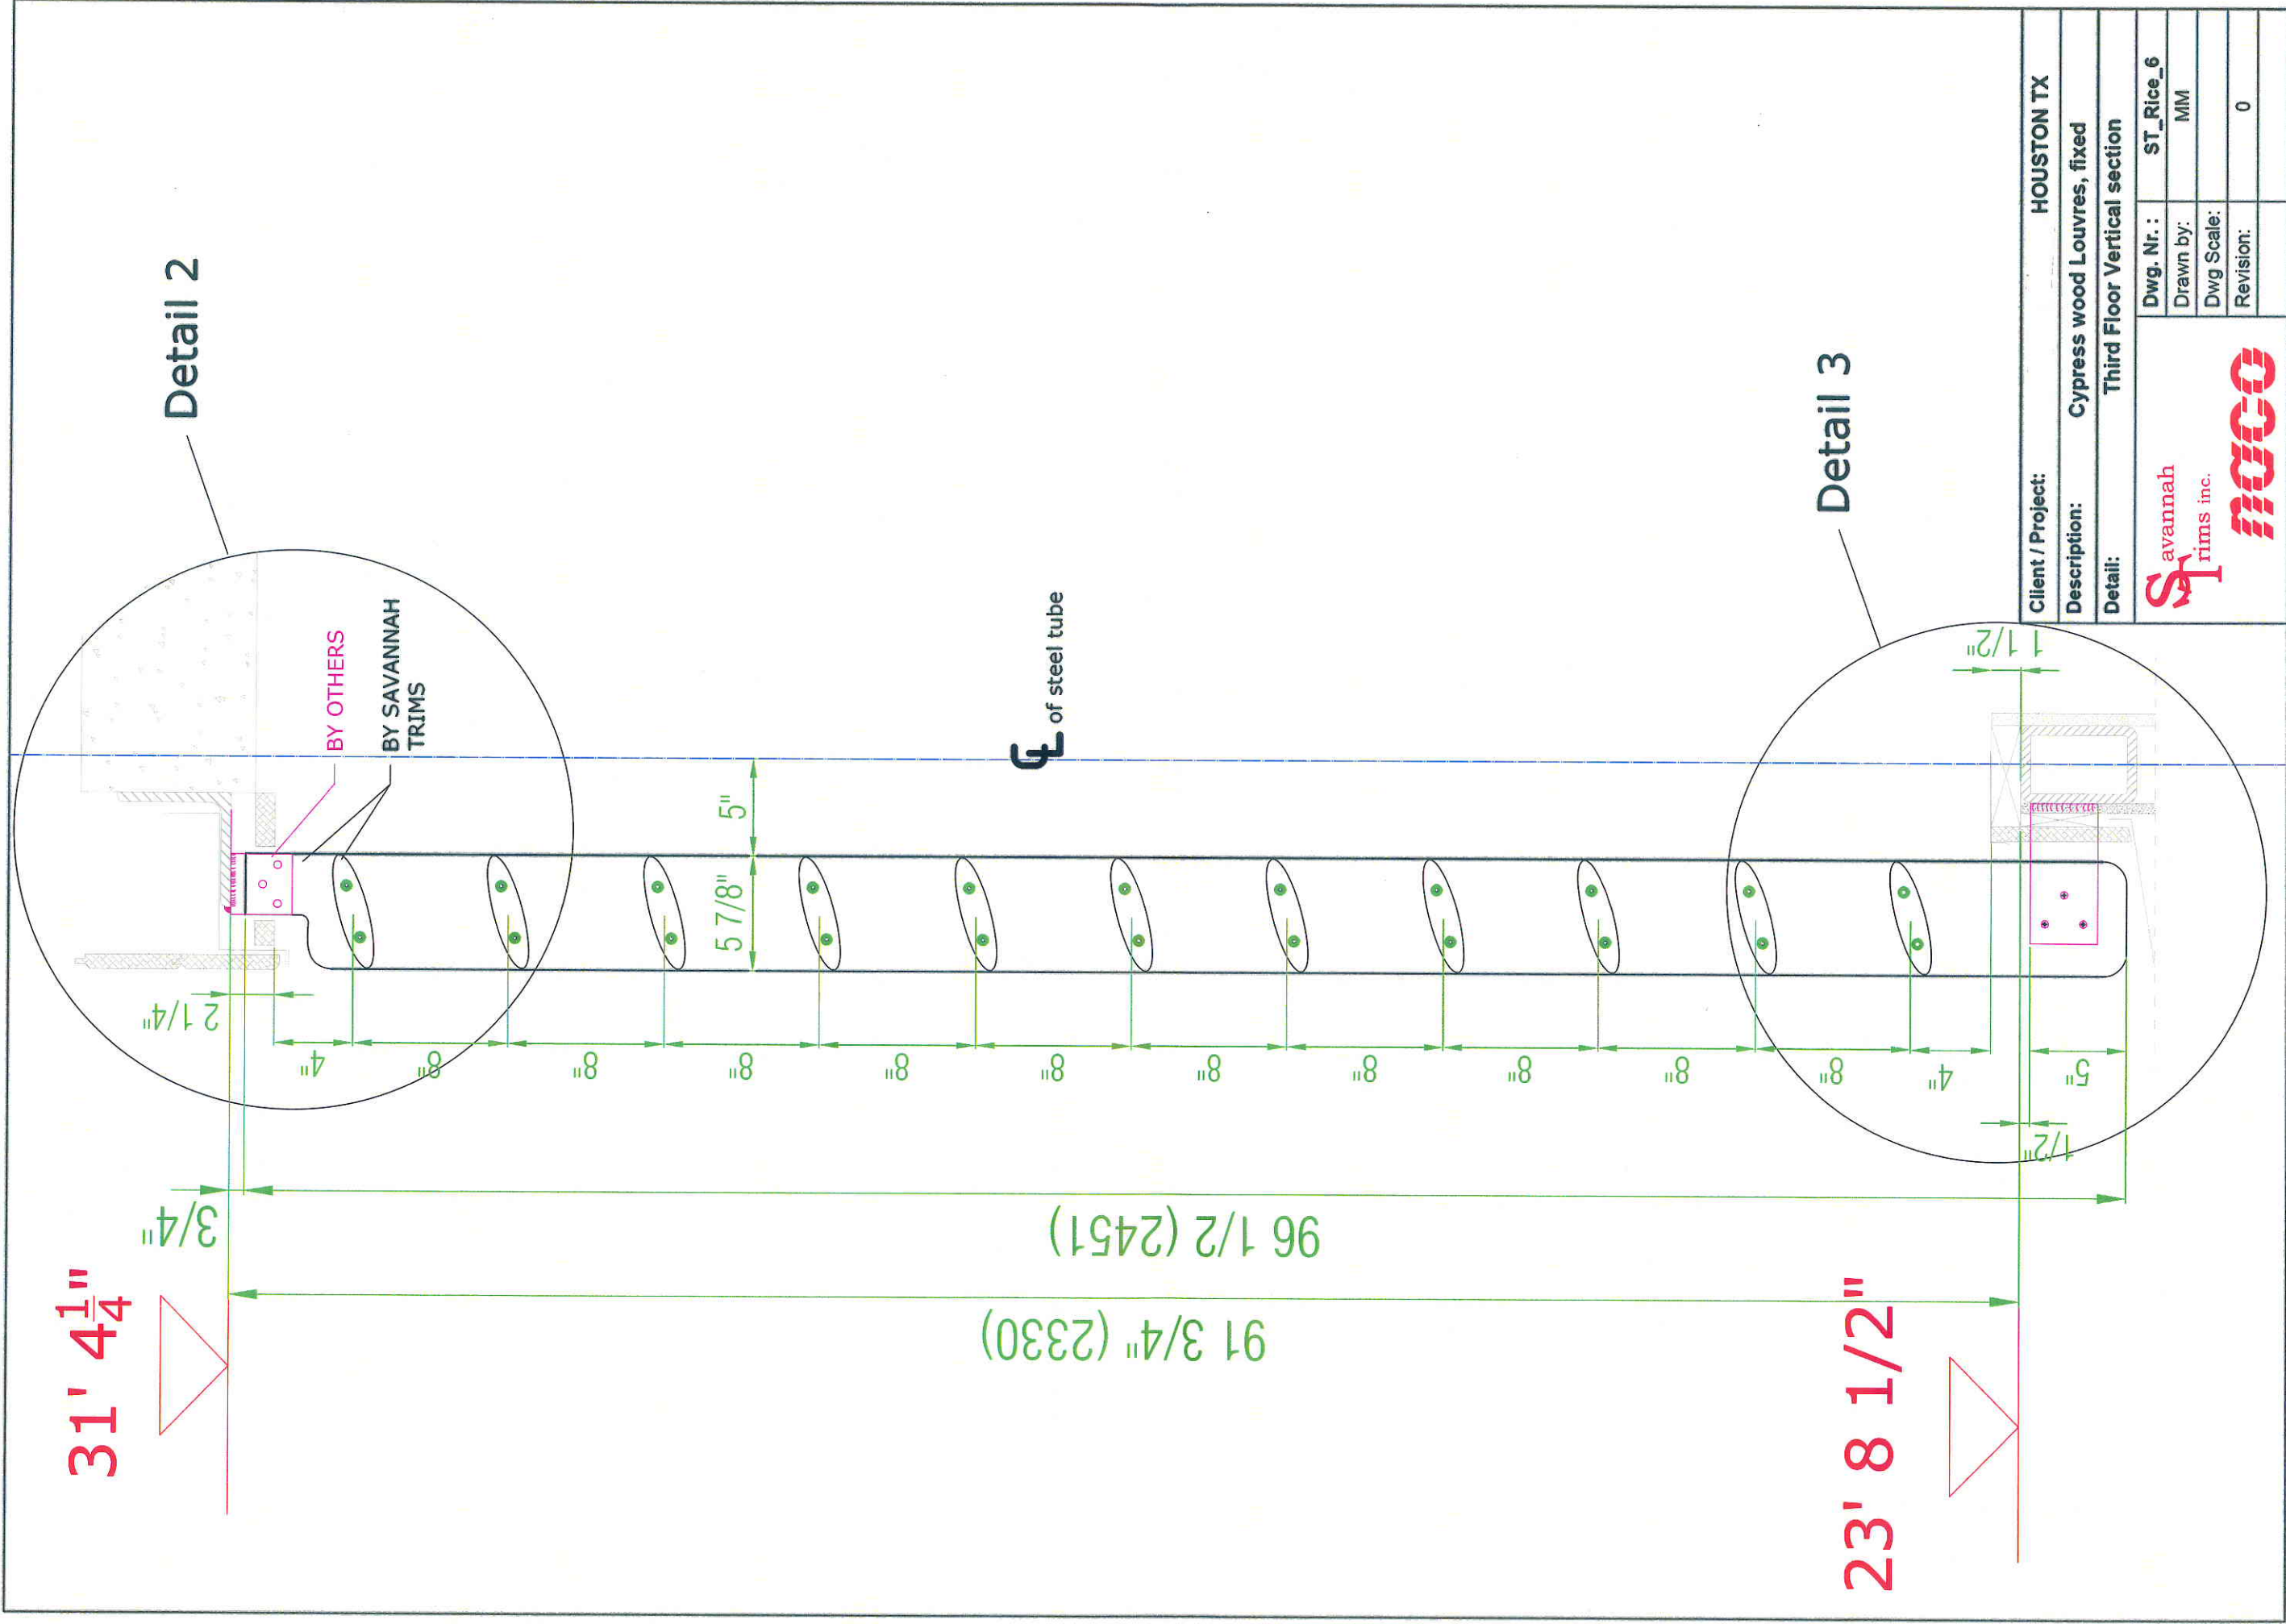 31' 4 1/4"
23' 8 1/2"
Detail 2
BY OTHERS
BY SAVANNAH
TRIMS
2 1/4"
4"
8"
8"
8"
8"
8"
8"
8"
8"
8"
8"
4"
5"
1/2"
1 1/2"
3/4"
96 1/2 (2451)
91 3/4" (2330)
5 7/8"
5"
CL of steel tube
Detail 3
Client / Project: HOUSTON TX
Description: Cypress wood Louvres, fixed
Detail: Third Floor Vertical section
Savannah
Trims inc.
maco
Dwg. Nr. : ST_Rice_6
Drawn by: MM
Dwg Scale:
Revision: 0